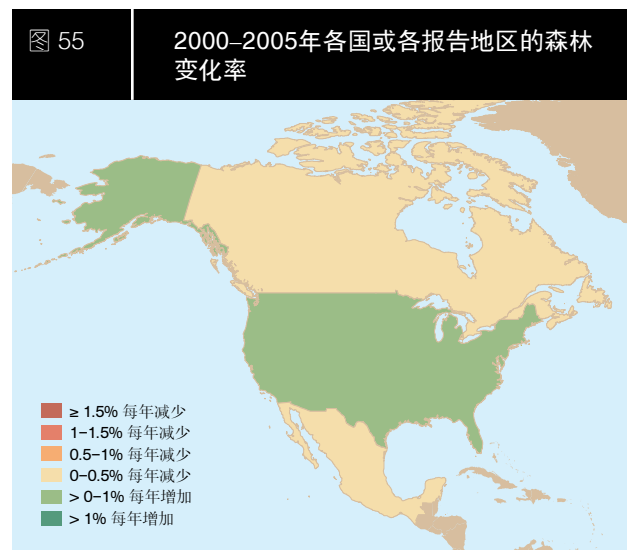 图 55
2000–2005年各国或各报告地区的森林
变化率
≥ 1.5% 每年减少
1–1.5% 每年减少
0.5–1% 每年减少
0–0.5% 每年减少
> 0–1% 每年增加
> 1% 每年增加